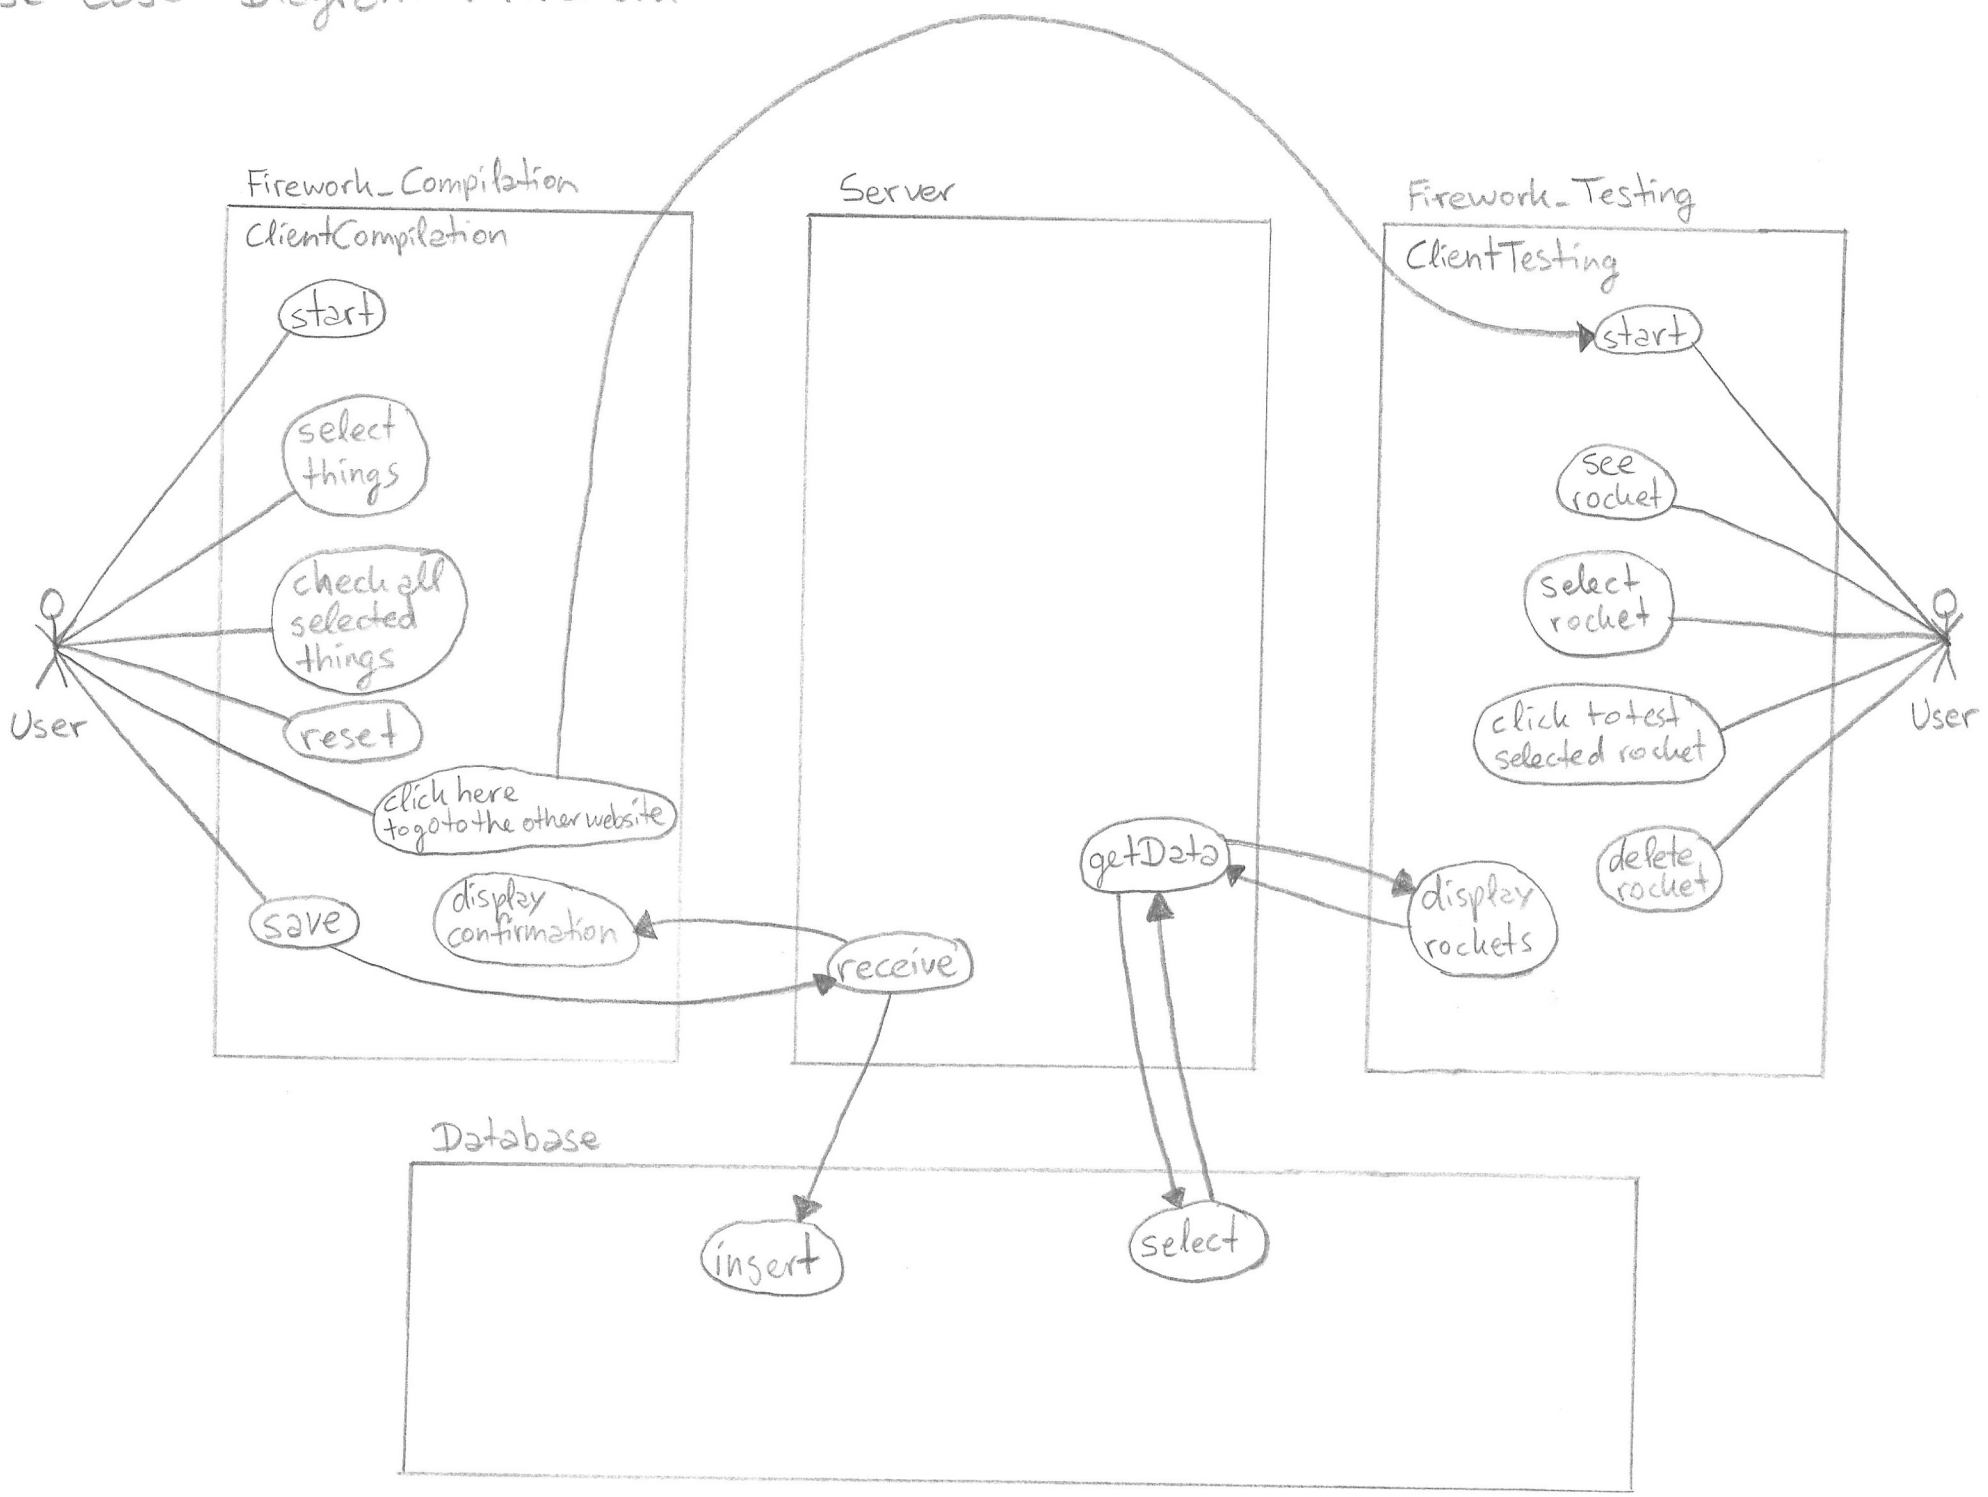 Diagram
Firework_Compilation
ClientCompilation
start
select
things
check all
selected
things
reset
click here
to go to the other website
display
confirmation
save
User
Server
receive
getData
Firework_Testing
ClientTesting
start
see
rocket
select
rocket
click to test
selected rocket
delete
rocket
display
rockets
User
Database
insert
select